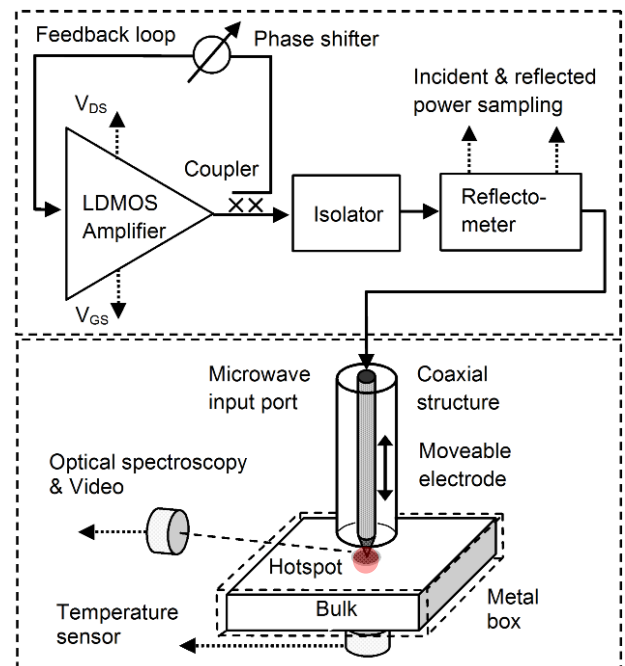 Feedback loop
Phase shifter
V_DS
Incident & reflected
power sampling
Coupler
LDMOS
Amplifier
Isolator
Reflecto-
meter
V_GS
Microwave
input port
Coaxial
structure
Moveable
electrode
Optical spectroscopy
& Video
Hotspot
Bulk
Metal
box
Temperature
sensor